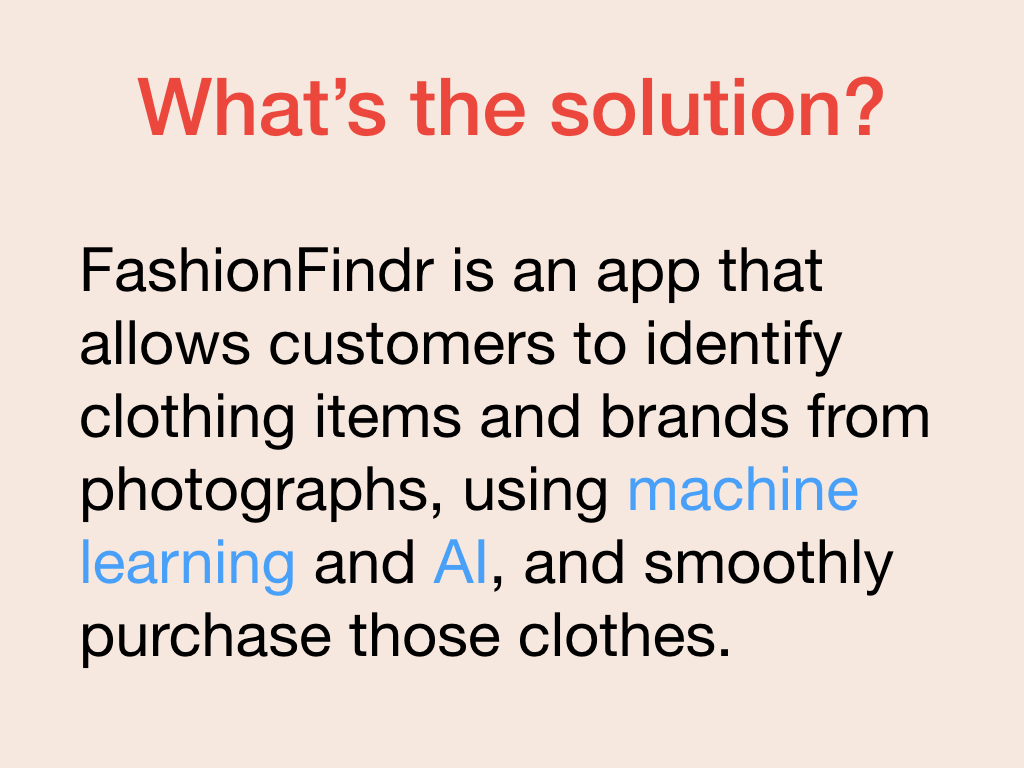 What’s the solution?
FashionFindr is an app that
allows customers to identify
clothing items and brands from
photographs, using machine
learning and AI, and smoothly
purchase those clothes.